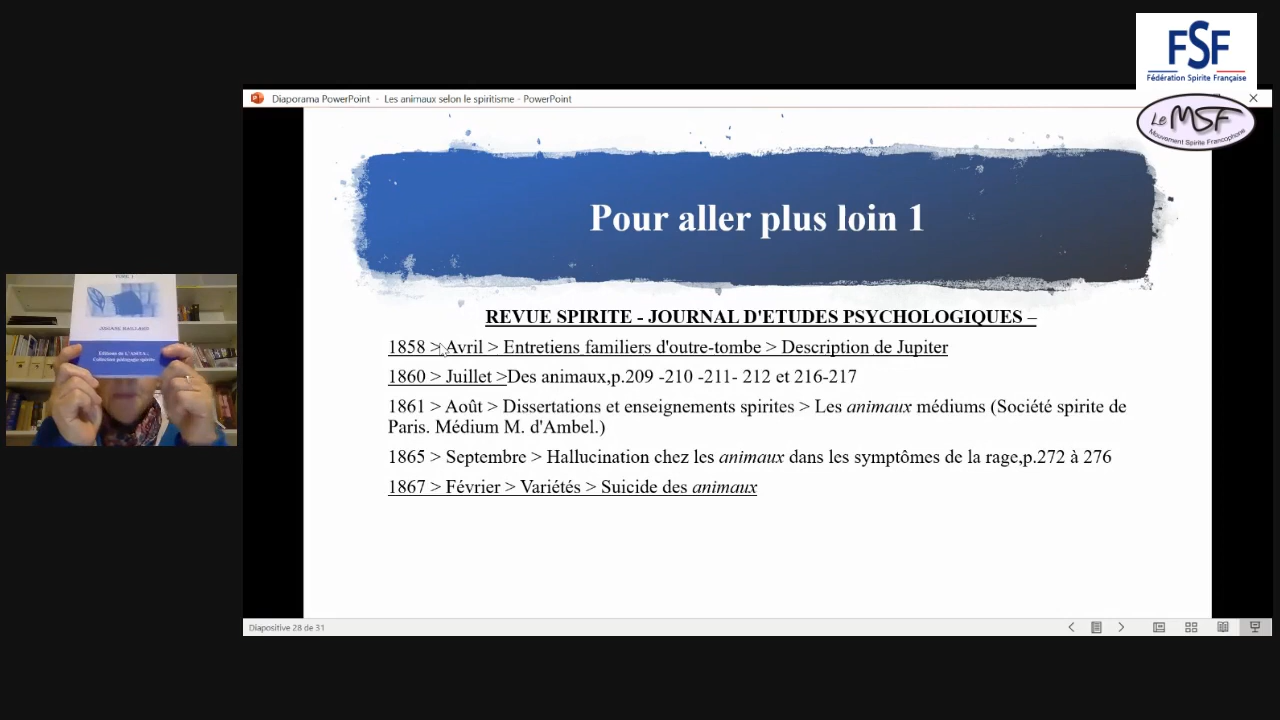 FSF
Fédération Spirite Française
Diaporama PowerPoint - Les animaux selon le spiritisme - PowerPoint
Le MSF
Mouvement Spirite Francophone
Pour aller plus loin 1
REVUE SPIRITE - JOURNAL D'ETUDES PSYCHOLOGIQUES –
1858 > Avril > Entretiens familiers d'outre-tombe > Description de Jupiter
1860 > Juillet >Des animaux,p.209 -210 -211- 212 et 216-217
1861 > Août > Dissertations et enseignements spirites > Les animaux médiums (Société spirite de
Paris. Médium M. d'Ambel.)
1865 > Septembre > Hallucination chez les animaux dans les symptômes de la rage,p.272 à 276
1867 > Février > Variétés > Suicide des animaux
Diapositive 28 de 31